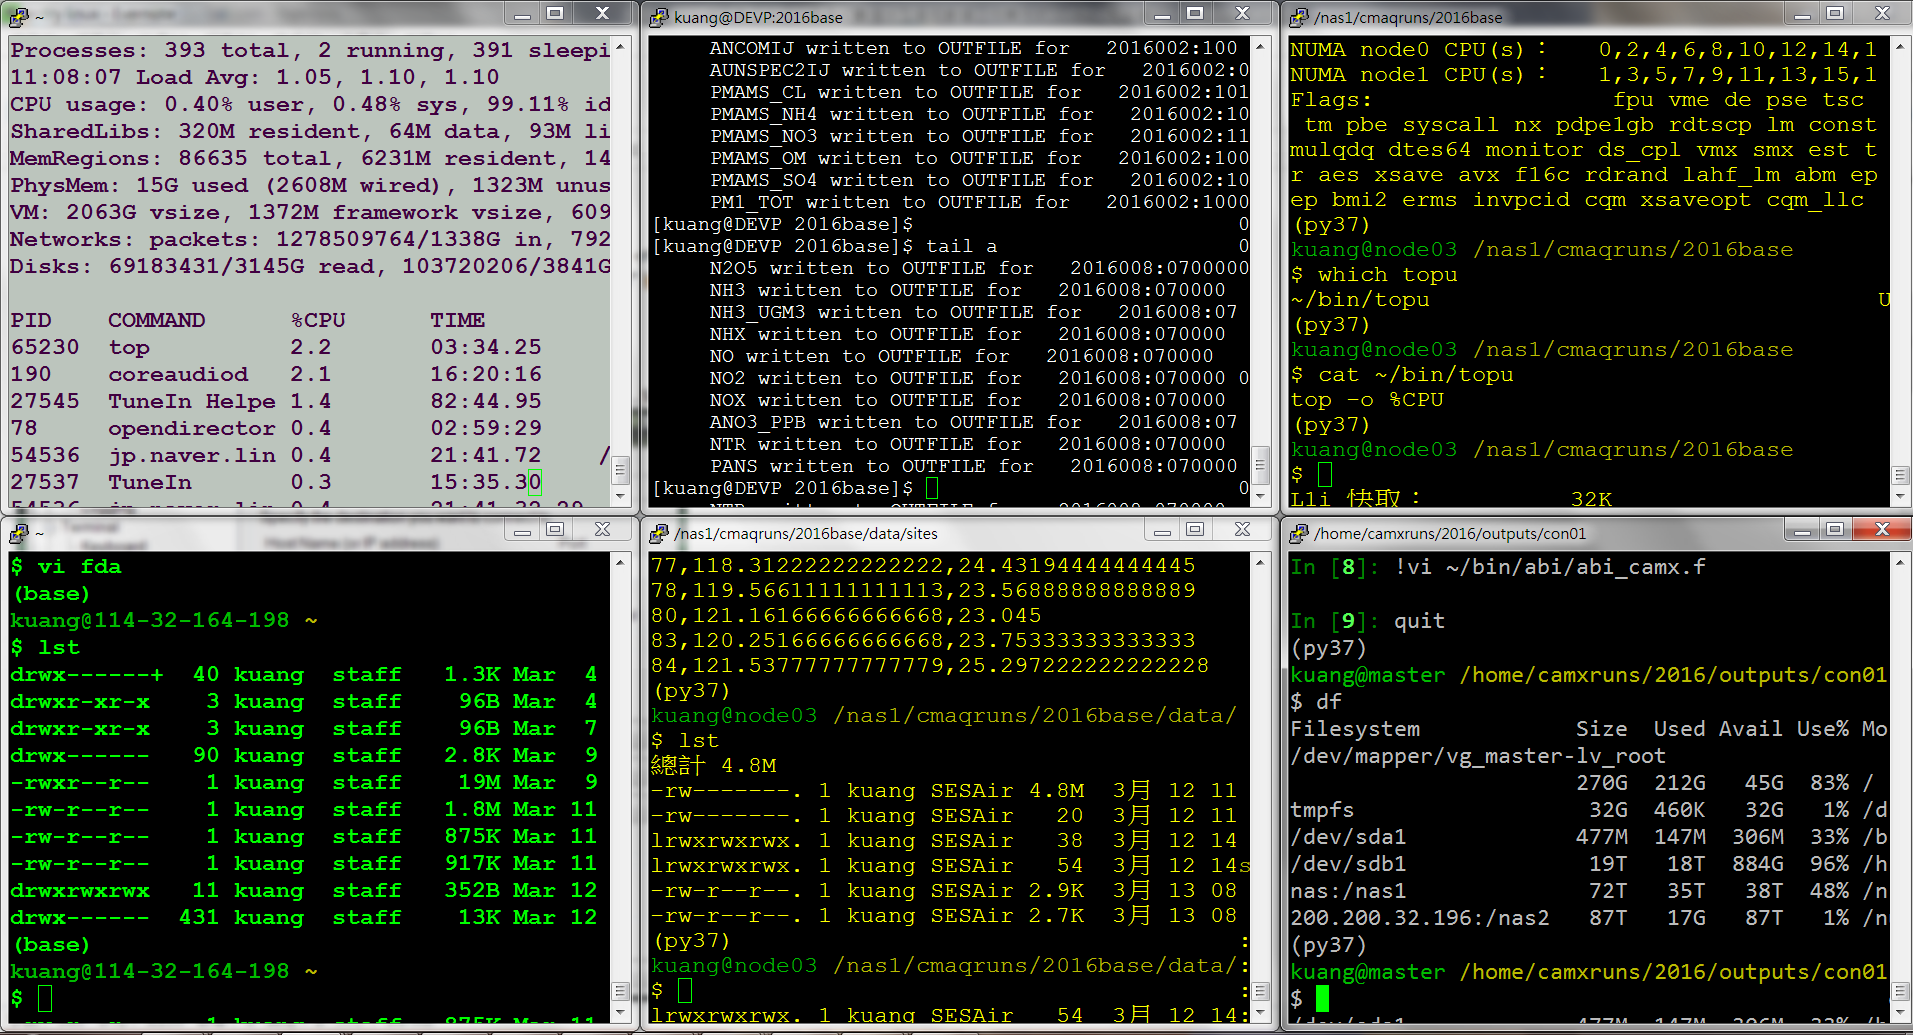 ~
Processes: 393 total, 2 running, 391 sleepi
11:08:07 Load Avg: 1.05, 1.10, 1.10
CPU usage: 0.40% user, 0.48% sys, 99.11% id
SharedLibs: 320M resident, 64M data, 93M li
MemRegions: 86635 total, 6231M resident, 14
PhysMem: 15G used (2608M wired), 1323M unus
VM: 2063G vsize, 1372M framework vsize, 609
Networks: packets: 1278509764/1338G in, 792
Disks: 69183431/3145G read, 103720206/3841G
PID COMMAND %CPU TIME
65230 top 2.2 03:34.25
190 coreaudiod 2.1 16:20:16
27545 TuneIn Helpe 1.4 82:44.95
78 opendirector 0.4 02:59:29
54536 jp.naver.lin 0.4 21:41.72 /
27537 TuneIn 0.3 15:35.30
kuang@DEVP:2016base
ANCOMIJ written to OUTFILE for 2016002:100
AUNSPEC2IJ written to OUTFILE for 2016002:0
PMAMS_CL written to OUTFILE for 2016002:101
PMAMS_NH4 written to OUTFILE for 2016002:10
PMAMS_NO3 written to OUTFILE for 2016002:11
PMAMS_OM written to OUTFILE for 2016002:100
PMAMS_SO4 written to OUTFILE for 2016002:10
PM1_TOT written to OUTFILE for 2016002:1000
[kuang@DEVP 2016base]$ 0
[kuang@DEVP 2016base]$ tail a 0
N2O5 written to OUTFILE for 2016008:0700000
NH3 written to OUTFILE for 2016008:070000
NH3_UGM3 written to OUTFILE for 2016008:07
NHX written to OUTFILE for 2016008:070000
NO written to OUTFILE for 2016008:070000
NO2 written to OUTFILE for 2016008:070000 0
NOX written to OUTFILE for 2016008:070000
ANO3_PPB written to OUTFILE for 2016008:07
NTR written to OUTFILE for 2016008:070000
PANS written to OUTFILE for 2016008:070000
[kuang@DEVP 2016base]$ 0
/nas1/cmaqruns/2016base
NUMA node0 CPU(s)： 0,2,4,6,8,10,12,14,1
NUMA node1 CPU(s)： 1,3,5,7,9,11,13,15,1
Flags: fpu vme de pse tsc
tm pbe syscall nx pdpe1gb rdtscp lm const
mulqdq dtes64 monitor ds_cpl vmx smx est t
r aes xsave avx f16c rdrand lahf_lm abm ep
ep bmi2 erms invpcid cqm xsaveopt cqm_llc
(py37)
kuang@node03 /nas1/cmaqruns/2016base
$ which topu
~/bin/topu U
(py37)
kuang@node03 /nas1/cmaqruns/2016base
$ cat ~/bin/topu
top -o %CPU
(py37)
kuang@node03 /nas1/cmaqruns/2016base
$
L1i 快取： 32K
~
$ vi fda
(base)
kuang@114-32-164-198 ~
$ lst
drwx------+ 40 kuang staff 1.3K Mar 4
drwxr-xr-x 3 kuang staff 96B Mar 4
drwxr-xr-x 3 kuang staff 96B Mar 7
drwx------ 90 kuang staff 2.8K Mar 9
-rwxr--r-- 1 kuang staff 19M Mar 9
-rw-r--r-- 1 kuang staff 1.8M Mar 11
-rw-r--r-- 1 kuang staff 875K Mar 11
-rw-r--r-- 1 kuang staff 917K Mar 11
drwxrwxrwx 11 kuang staff 352B Mar 12
drwx------ 431 kuang staff 13K Mar 12
(base)
kuang@114-32-164-198 ~
$
/nas1/cmaqruns/2016base/data/sites
77,118.31222222222222,24.43194444444445
78,119.56611111111113,23.56888888888889
80,121.16166666666668,23.045
83,120.25166666666668,23.75333333333333
84,121.53777777777779,25.297222222222228
(py37)
kuang@node03 /nas1/cmaqruns/2016base/data/
$ lst
總計 4.8M
-rw-------. 1 kuang SESAir 4.8M 3月 12 11
-rw-------. 1 kuang SESAir 20 3月 12 11
lrwxrwxrwx. 1 kuang SESAir 38 3月 12 14
lrwxrwxrwx. 1 kuang SESAir 54 3月 12 14s
-rw-r--r--. 1 kuang SESAir 2.9K 3月 13 08
-rw-r--r--. 1 kuang SESAir 2.7K 3月 13 08
(py37) :
kuang@node03 /nas1/cmaqruns/2016base/data/:
$ :
lrwxrwxrwx. 1 kuang SESAir 54 3月 12 14:
/home/camxruns/2016/outputs/con01
In [8]: !vi ~/bin/abi/abi_camx.f
In [9]: quit
(py37)
kuang@master /home/camxruns/2016/outputs/con01
$ df
Filesystem Size Used Avail Use% Mo
/dev/mapper/vg_master-lv_root
270G 212G 45G 83% /
tmpfs 32G 460K 32G 1% /d
/dev/sda1 477M 147M 306M 33% /b
/dev/sdb1 19T 18T 884G 96% /h
nas:/nas1 72T 35T 38T 48% /n
200.200.32.196:/nas2 87T 17G 87T 1% /n
(py37)
kuang@master /home/camxruns/2016/outputs/con01
$